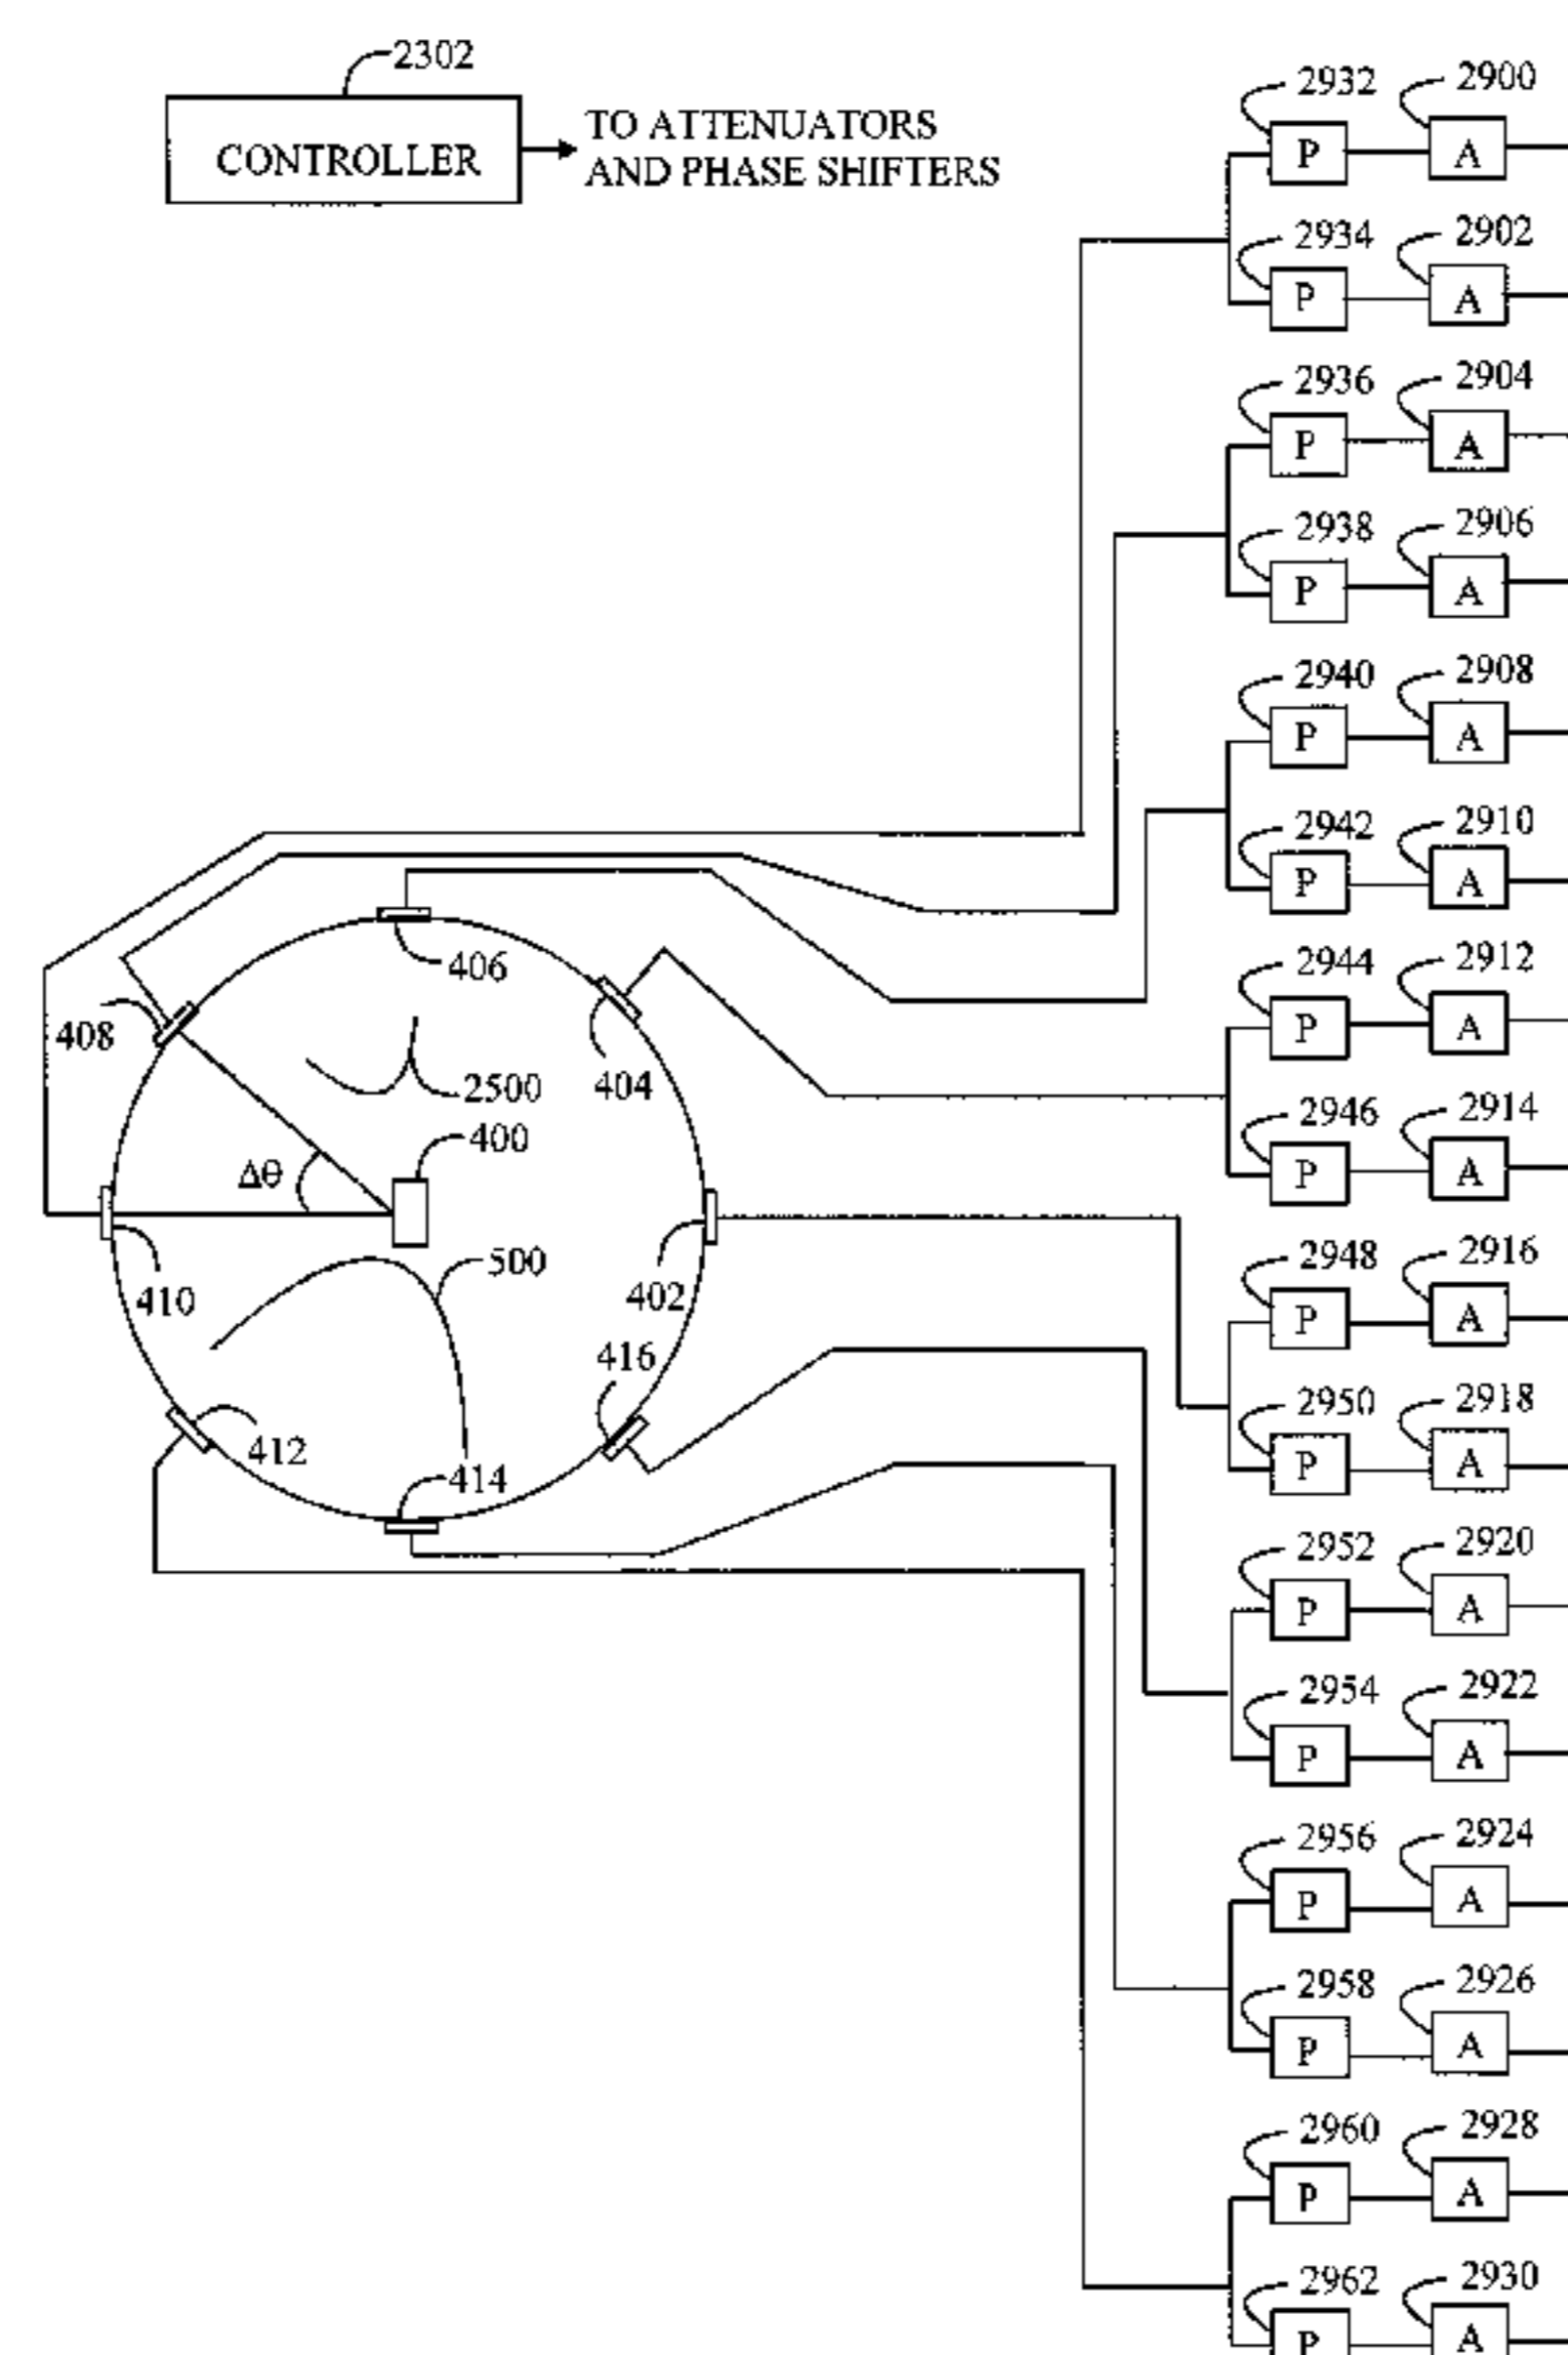 2302
CONTROLLER
TO ATTENUATORS
AND PHASE SHIFTERS
2932
2900
P
A
2934
2902
P
A
2936
2904
P
A
2938
2906
P
A
2940
2908
P
A
2942
2910
P
A
406
2944
2912
408
P
A
404
2500
2946
2914
400
Δθ
P
A
500
2948
2916
410
402
P
A
416
2950
2918
412
414
P
A
2952
2920
P
A
2954
2922
P
A
2956
2924
P
A
2958
2926
P
A
2960
2928
P
A
2962
2930
P
A